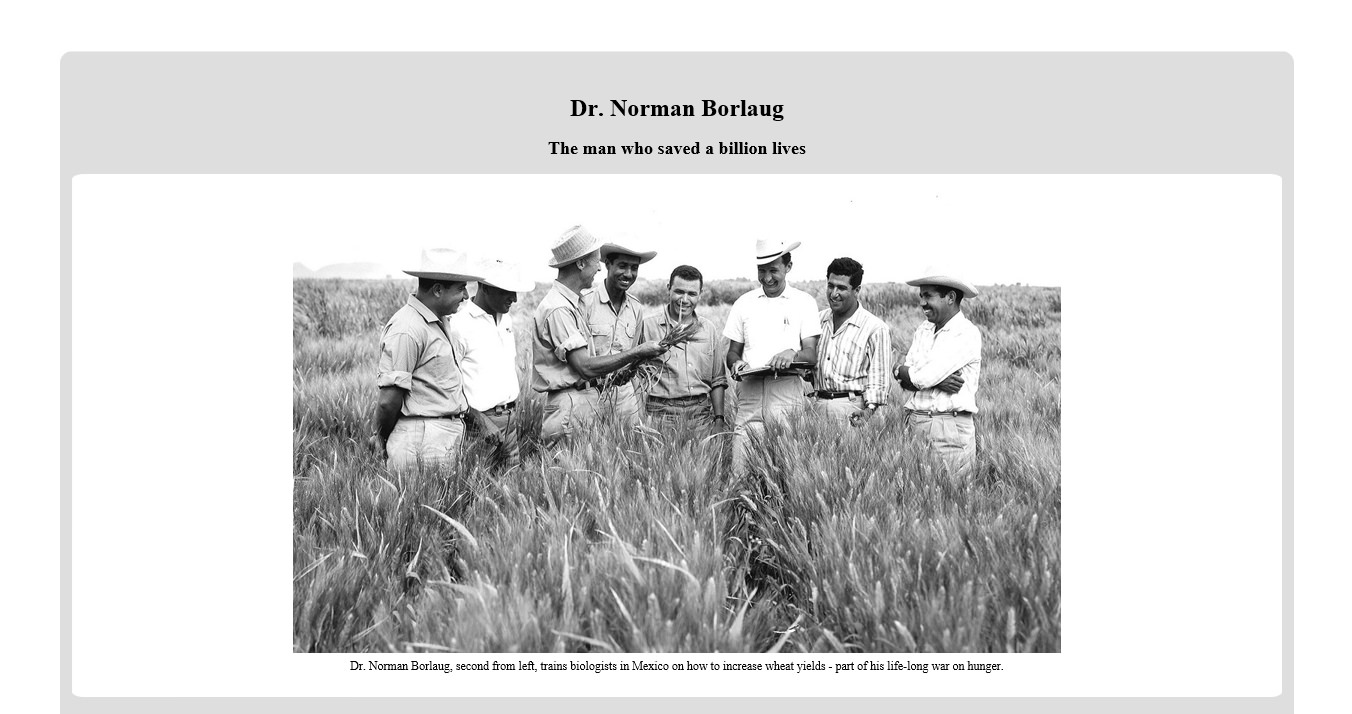 Dr. Norman Borlaug
The man who saved a billion lives
Dr. Norman Borlaug, second from left, trains biologists in Mexico on how to increase wheat yields - part of his life-long war on hunger.